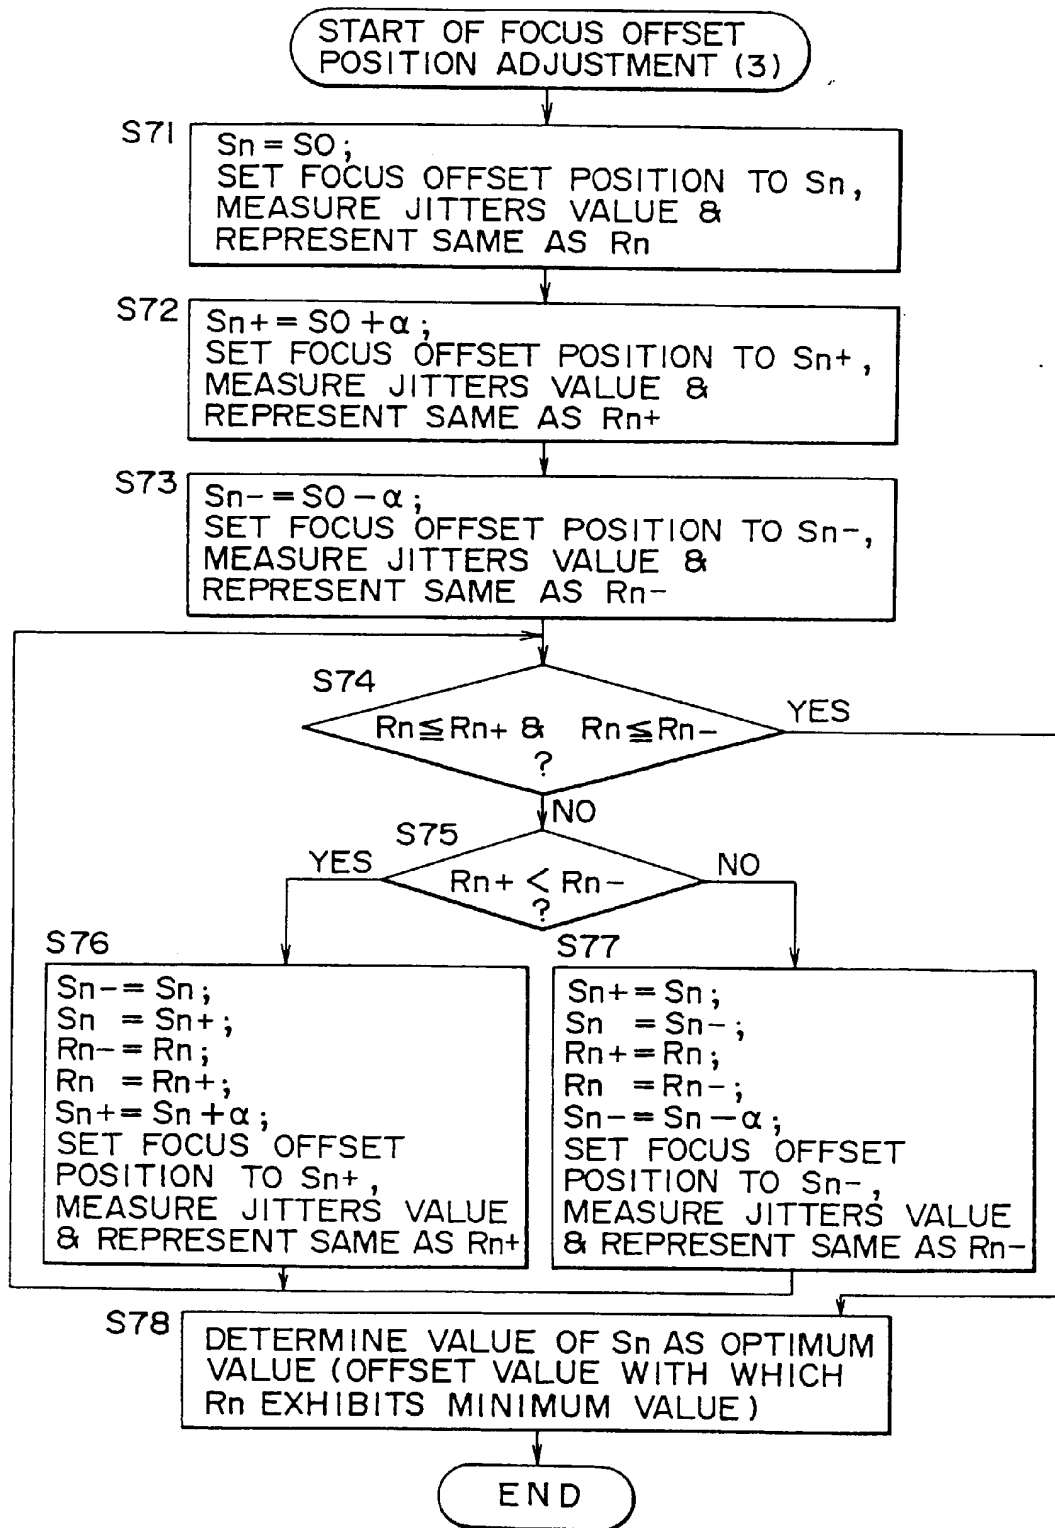 START OF FOCUS OFFSET
POSITION ADJUSTMENT (3)
S71
Sn = SO;
SET FOCUS OFFSET POSITION TO Sn,
MEASURE JITTERS VALUE &
REPRESENT SAME AS Rn
S72
Sn+ = SO + α;
SET FOCUS OFFSET POSITION TO Sn+,
MEASURE JITTERS VALUE &
REPRESENT SAME AS Rn+
S73
Sn- = SO - α;
SET FOCUS OFFSET POSITION TO Sn-,
MEASURE JITTERS VALUE &
REPRESENT SAME AS Rn-
S74
Rn ≦ Rn+ & Rn ≦ Rn-
?
YES
NO
S75
Rn+ < Rn-
?
YES
NO
S76
Sn- = Sn;
Sn = Sn+;
Rn- = Rn;
Rn = Rn+;
Sn+ = Sn + α;
SET FOCUS OFFSET
POSITION TO Sn+,
MEASURE JITTERS VALUE
& REPRESENT SAME AS Rn+
S77
Sn+ = Sn;
Sn = Sn-;
Rn+ = Rn;
Rn = Rn-;
Sn- = Sn - α;
SET FOCUS OFFSET
POSITION TO Sn-,
MEASURE JITTERS VALUE
& REPRESENT SAME AS Rn-
S78
DETERMINE VALUE OF Sn AS OPTIMUM
VALUE (OFFSET VALUE WITH WHICH
Rn EXHIBITS MINIMUM VALUE)
END